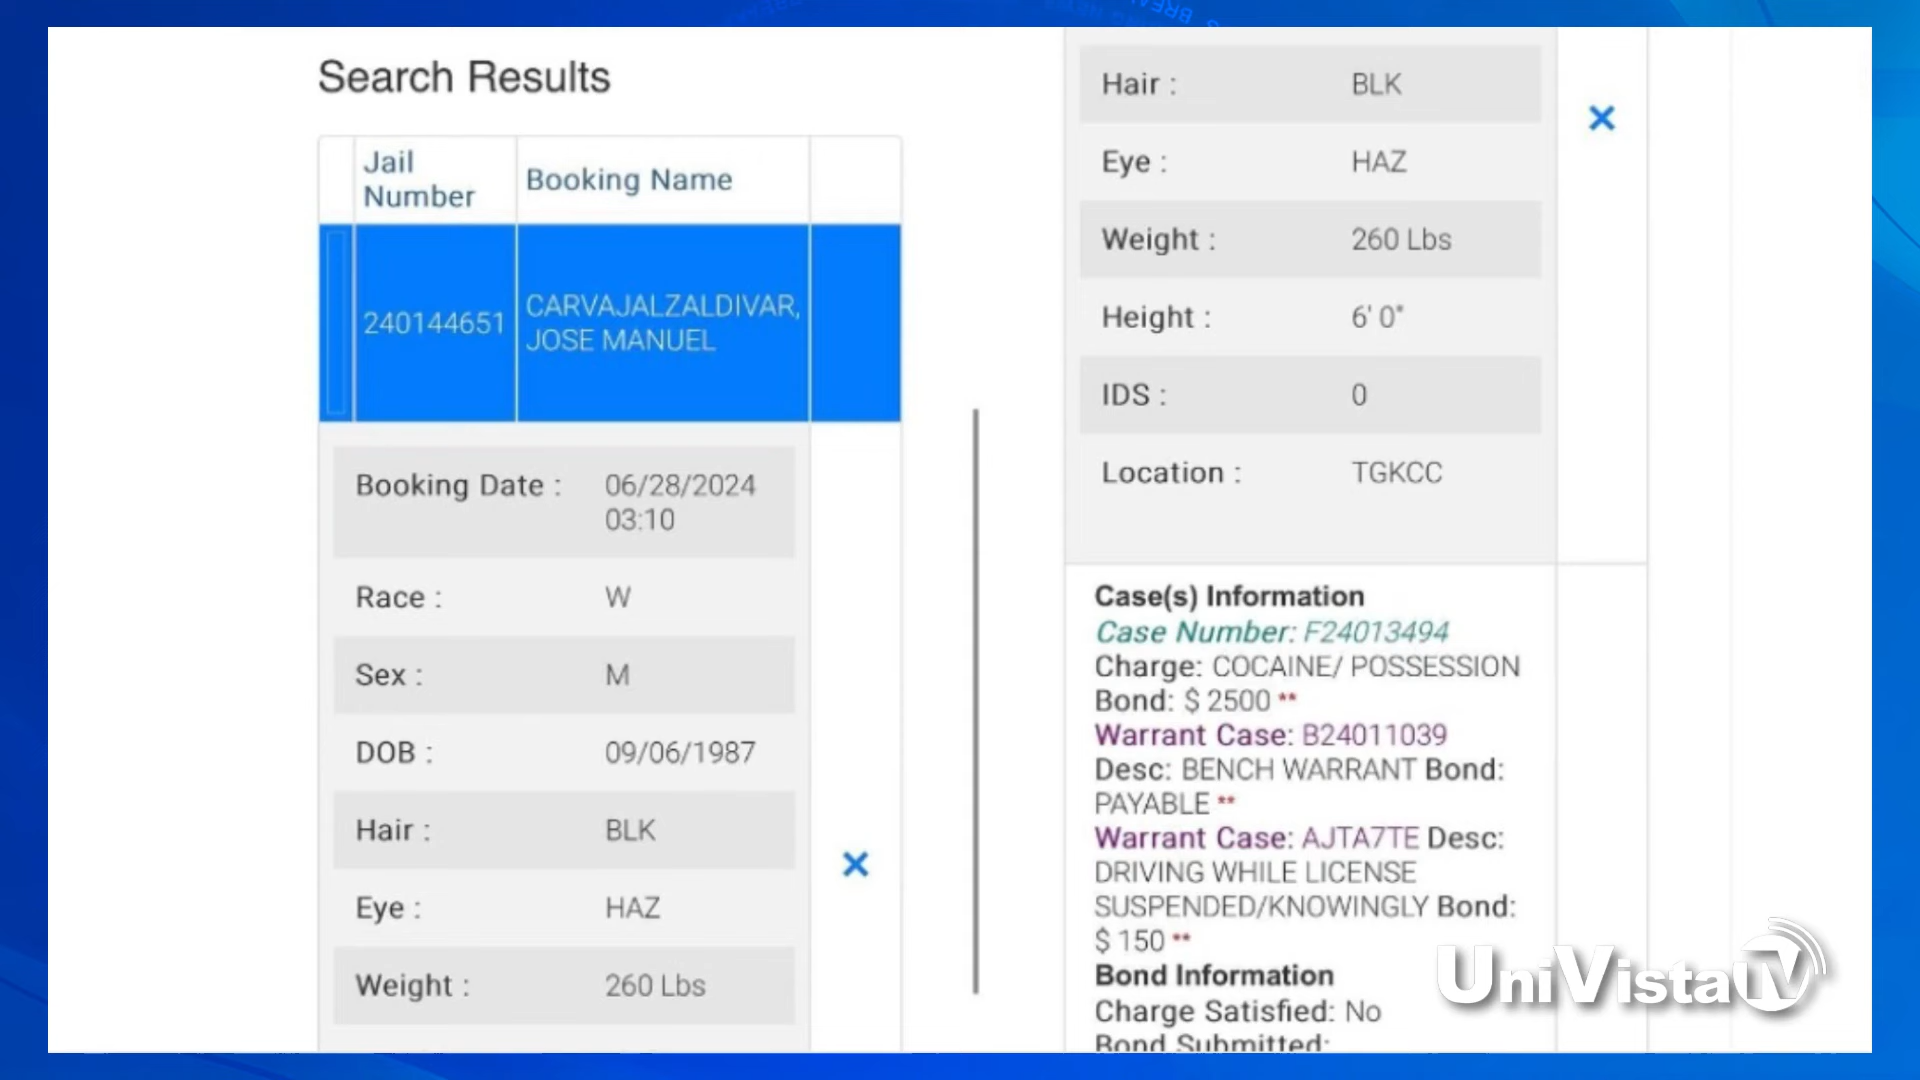 Search Results
Jail
Number
Booking Name
240144651
CARVAJALZALDIVAR,
JOSE MANUEL
Booking Date : 06/28/2024
03:10
Race : W
Sex : M
DOB : 09/06/1987
Hair : BLK
Eye : HAZ
Weight : 260 Lbs
Hair : BLK
Eye : HAZ
Weight : 260 Lbs
Height : 6' 0"
IDS : 0
Location : TGKCC
Case(s) Information
Case Number: F24013494
Charge: COCAINE/ POSSESSION
Bond: $ 2500 **
Warrant Case: B24011039
Desc: BENCH WARRANT Bond:
PAYABLE **
Warrant Case: AJTA7TE Desc:
DRIVING WHILE LICENSE
SUSPENDED/KNOWINGLY Bond:
$ 150 **
Bond Information
Charge Satisfied: No
Bond Submitted:
UniVista TV